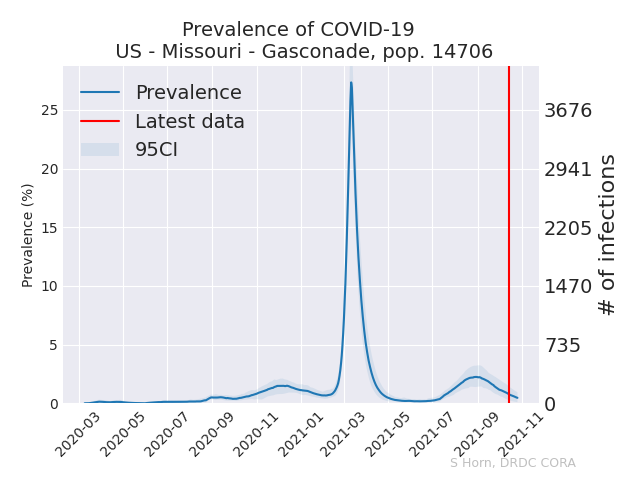 Prevalence of COVID-19
US - Missouri - Gasconade, pop. 14706
Prevalence
Latest data
95CI
Prevalence (%)
25
20
15
10
5
0
3676
2941
2205
1470
735
0
# of infections
2020-03
2020-05
2020-07
2020-09
2020-11
2021-01
2021-03
2021-05
2021-07
2021-09
2021-11
S Horn, DRDC CORA